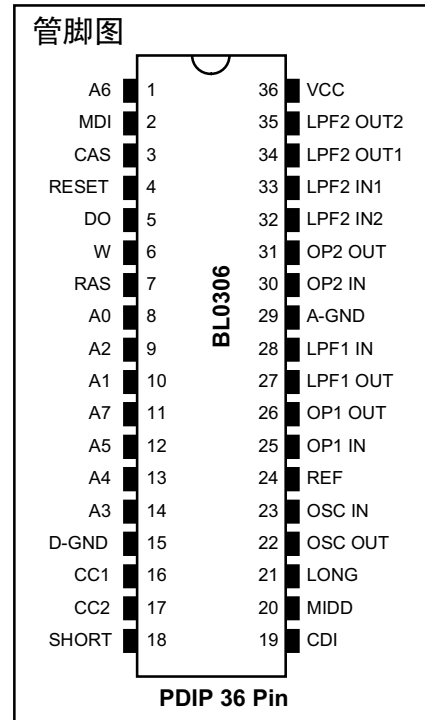 管脚图
A6 1 36 VCC
MDI 2 35 LPF2 OUT2
CAS 3 34 LPF2 OUT1
RESET 4 33 LPF2 IN1
DO 5 32 LPF2 IN2
W 6 31 OP2 OUT
RAS 7 30 OP2 IN
A0 8 29 A-GND
A2 9 28 LPF1 IN
A1 10 27 LPF1 OUT
A7 11 26 OP1 OUT
A5 12 25 OP1 IN
A4 13 24 REF
A3 14 23 OSC IN
D-GND 15 22 OSC OUT
CC1 16 21 LONG
CC2 17 20 MIDD
SHORT 18 19 CDI
BL0306
PDIP 36 Pin